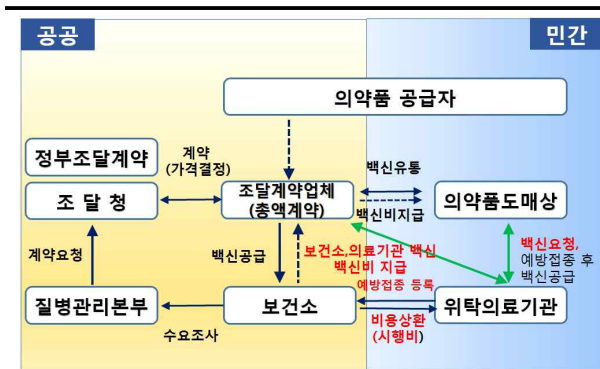 공공
민간
의약품 공급자
정부조달계약
계약
(가격결정)
백신유통
조 달 청
조달계약업체
(총액계약)
의약품도매상
백신비지급
계약요청
백신공급
보건소,의료기관 백신
백신비 지급
백신요청,
예방접종 후
백신공급
예방접종 등록
질병관리본부
보건소
위탁의료기관
수요조사
비용상환
(시행비)